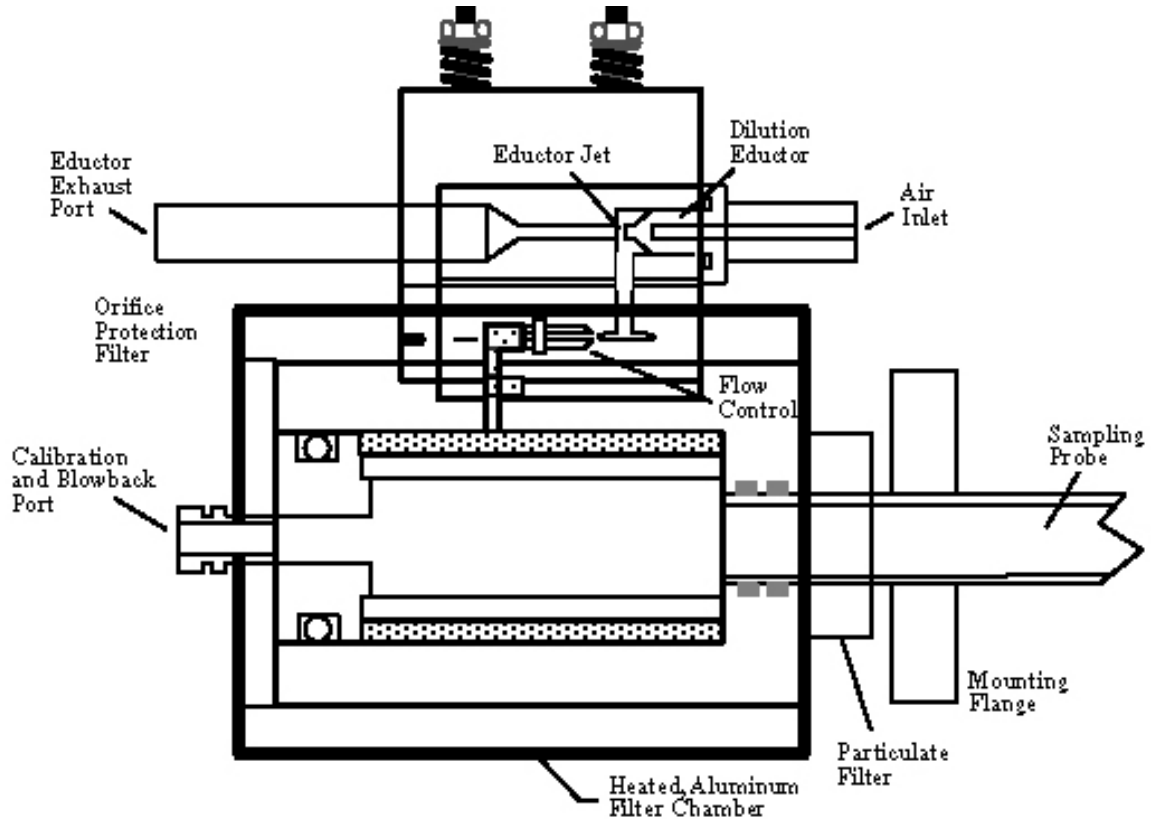 Dilution
Eductor
Eductor Jet
Eductor
Exhaust
Port
Air
Inlet
Orifice
Protection
Filter
Flow
Control
Sampling
Probe
Calibration
and Blowback
Port
Mounting
Flange
Particulate
Filter
Heated,Aluminum
Filter Chamber